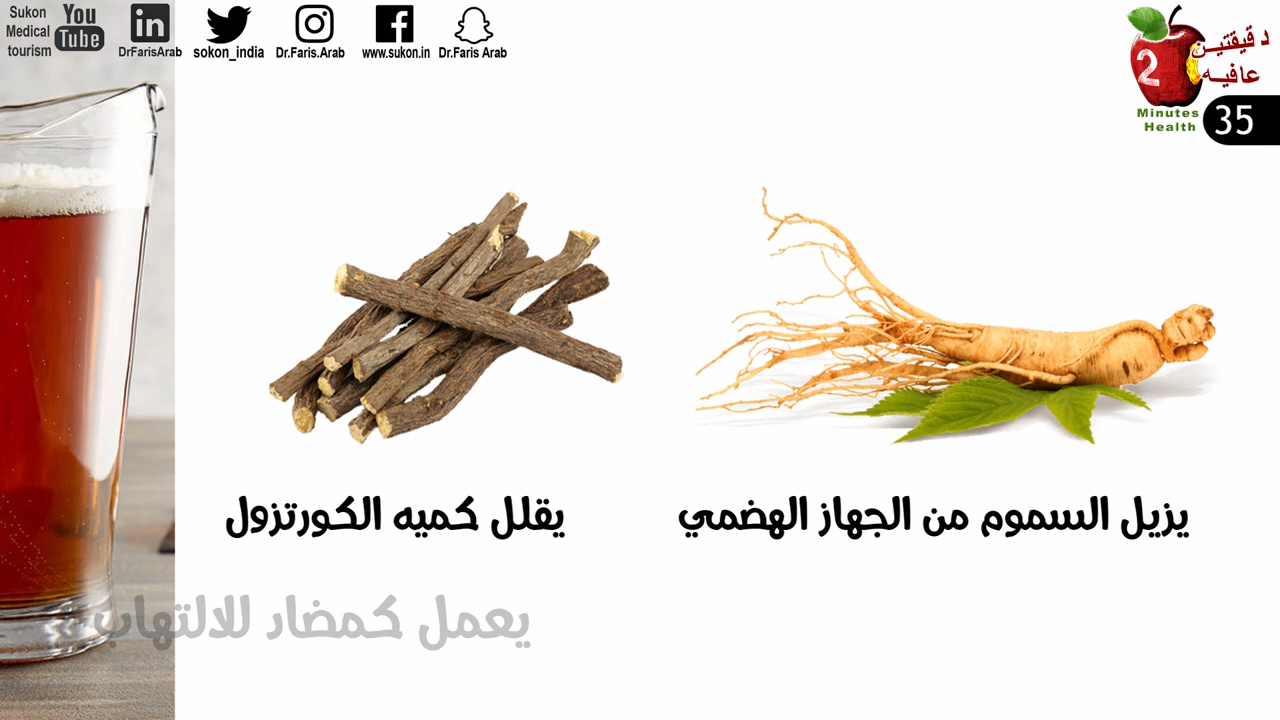 Sukon
Medical
tourism
You
Tube
in
DrFarisArab
sokon_india
Dr.Faris.Arab
www.sukon.in
Dr.Faris Arab
دقيقتين
2
عافيه
Minutes
Health
35
يزيل السموم من الجهاز الهضمي
يقلل كميه الكورتزول
يعمل كمضاد للالتهاب